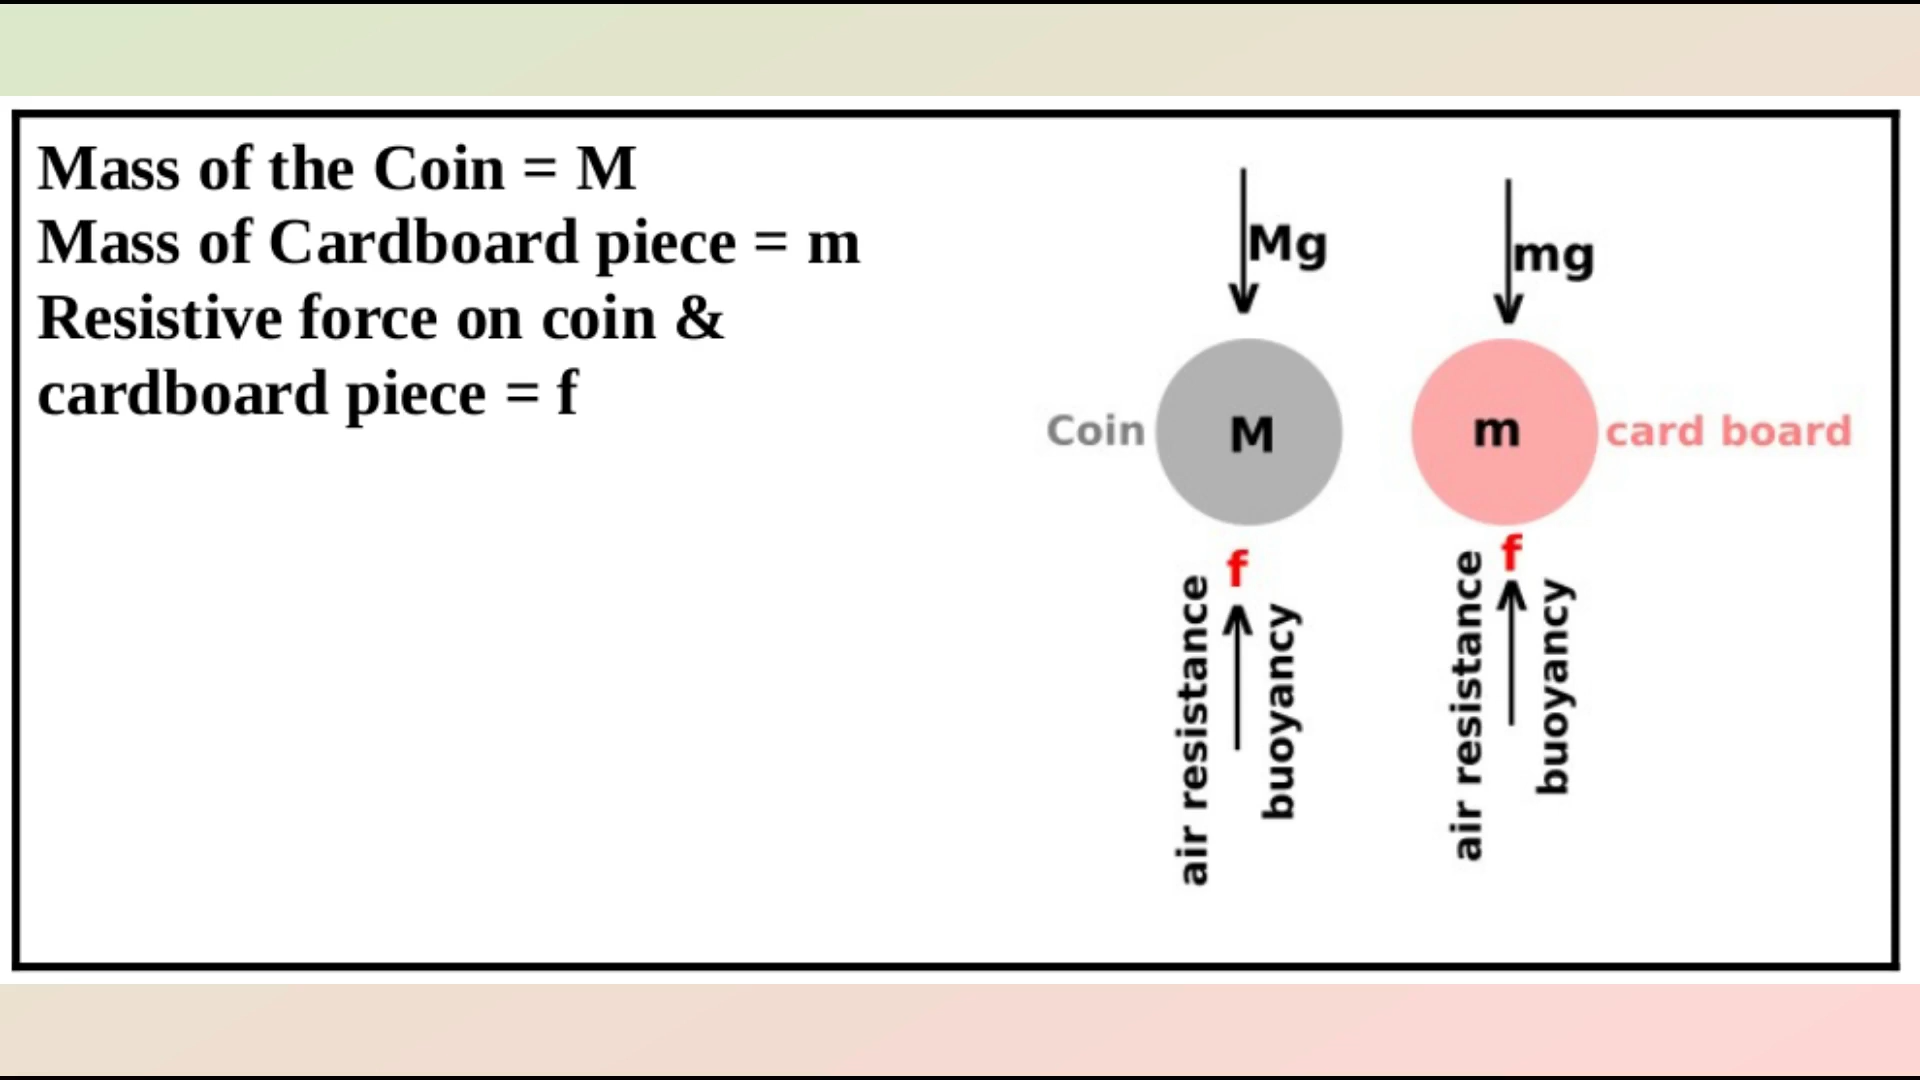 Mass of the Coin = M
Mass of Cardboard piece = m
Resistive force on coin &
cardboard piece = f
Mg
mg
Coin
M
m
card board
f
f
air resistance
buoyancy
air resistance
buoyancy